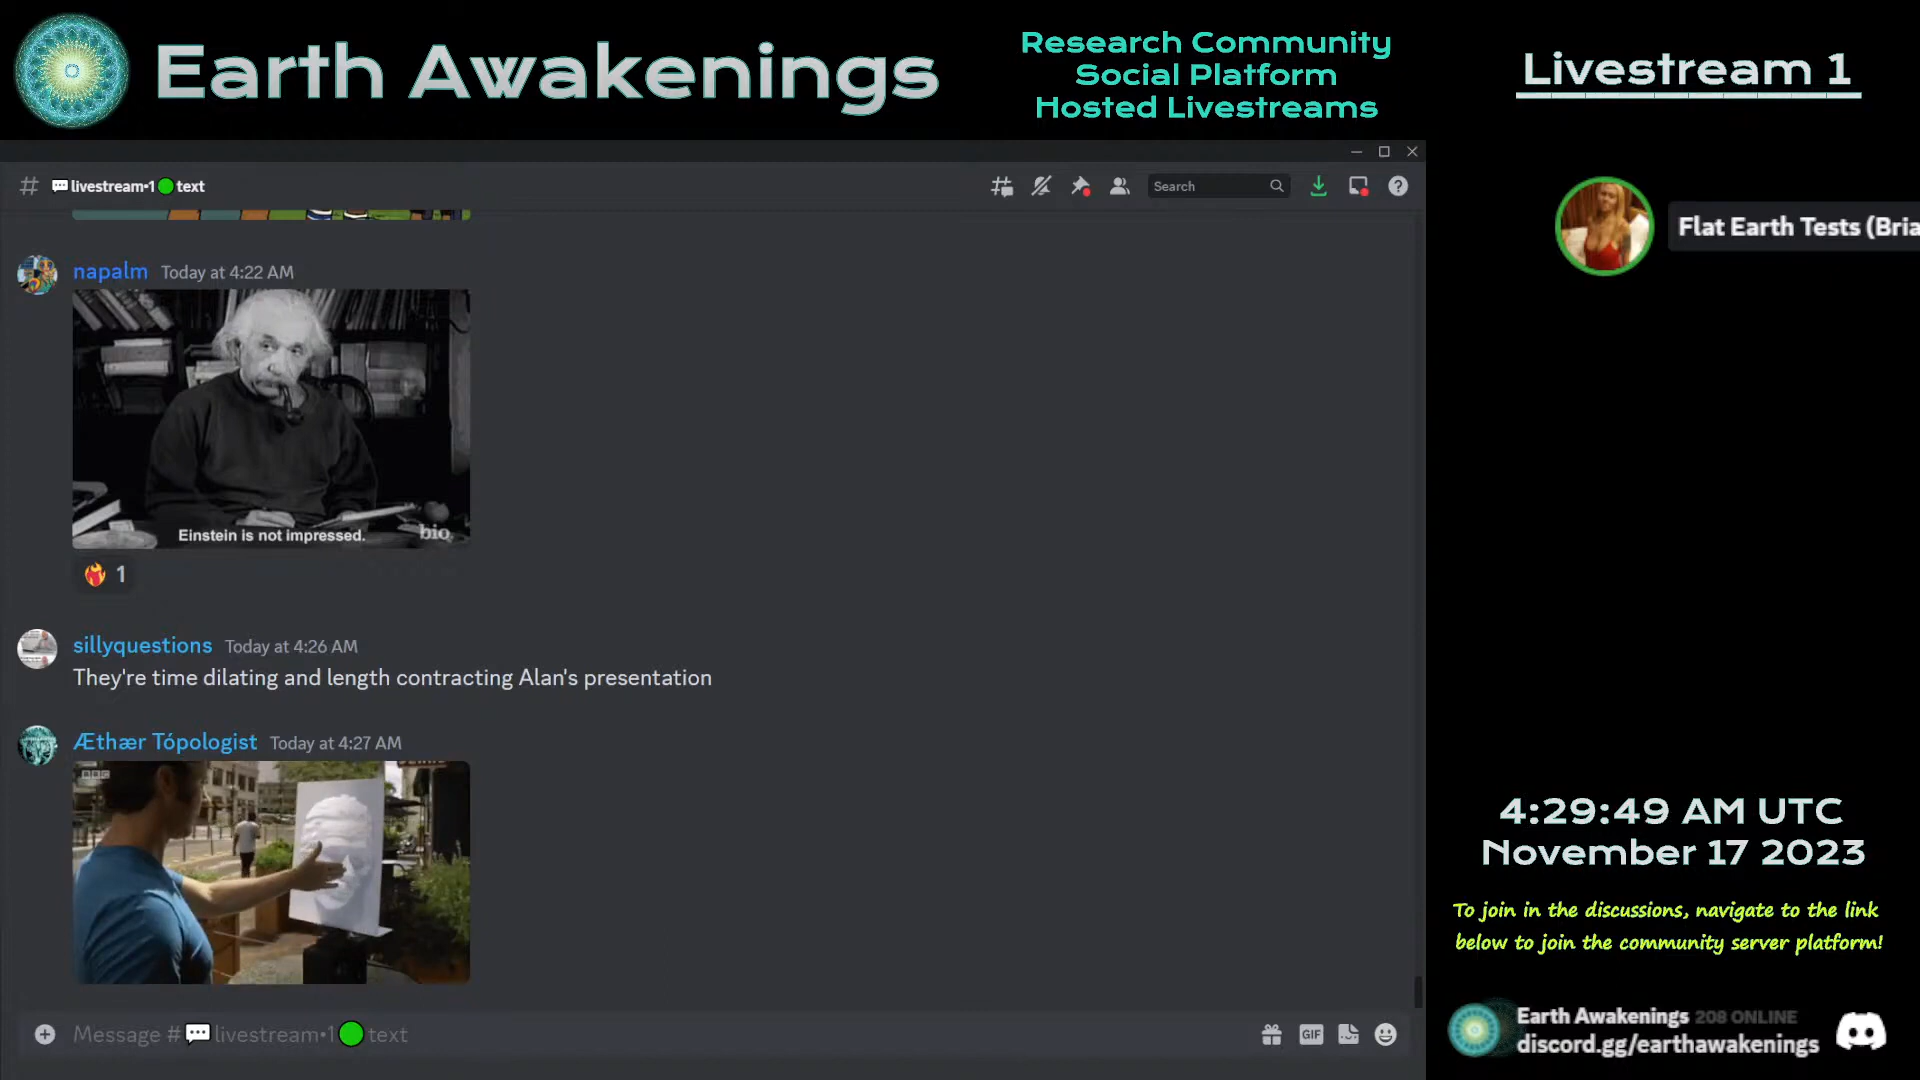 Earth Awakenings
Research Community
Social Platform
Hosted Livestreams
Livestream 1
livestream•1 text
Search
Flat Earth Tests (Bria
napalm Today at 4:22 AM
Einstein is not impressed.
bio.
1
sillyquestions Today at 4:26 AM
They're time dilating and length contracting Alan's presentation
Æthær Tópologist Today at 4:27 AM
BBC
Message # livestream•1 text
GIF
4:29:49 AM UTC
November 17 2023
To join in the discussions, navigate to the link
below to join the community server platform!
Earth Awakenings 208 ONLINE
discord.gg/earthawakenings